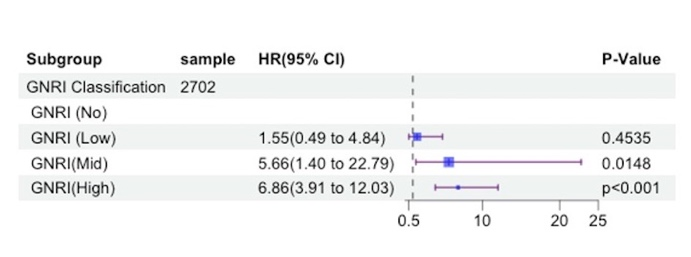 Subgroup sample HR(95% CI) P-Value
GNRI Classification 2702
GNRI (No)
GNRI (Low) 1.55(0.49 to 4.84) 0.4535
GNRI(Mid) 5.66(1.40 to 22.79) 0.0148
GNRI(High) 6.86(3.91 to 12.03) p<0.001
0.5 10 20 25